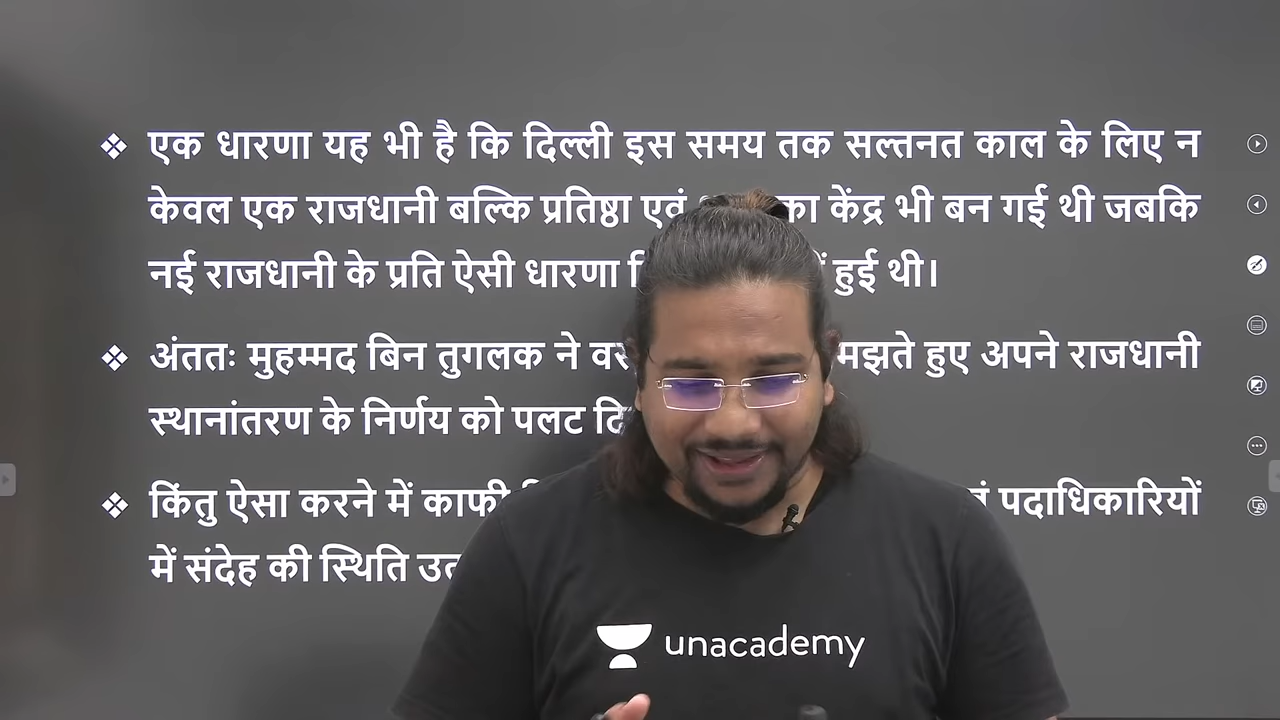 ❖ एक धारणा यह भी है कि दिल्ली इस समय तक सल्तनत काल के लिए न
केवल एक राजधानी बल्कि प्रतिष्ठा एवं का केंद्र भी बन गई थी जबकि
नई राजधानी के प्रति ऐसी धारणा हुई थी।
❖ अंततः मुहम्मद बिन तुगलक ने हुए अपने राजधानी
स्थानांतरण के निर्णय को पलट
❖ किंतु ऐसा करने में काफी पदाधिकारियों
में संदेह की स्थिति
unacademy